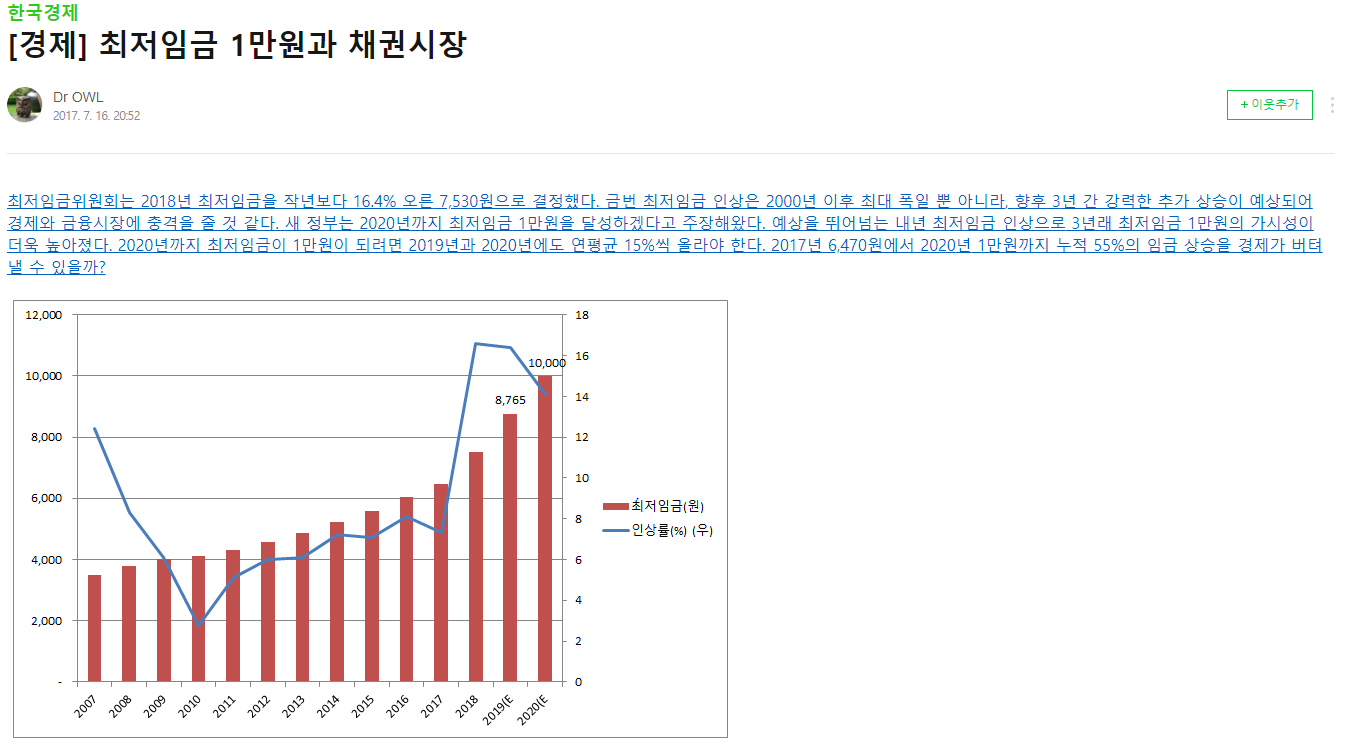 한국경제
[경제] 최저임금 1만원과 채권시장
Dr OWL
2017. 7. 16. 20:52
+ 이웃추가
최저임금위원회는 2018년 최저임금을 작년보다 16.4% 오른 7,530원으로 결정했다. 금번 최저임금 인상은 2000년 이후 최대 폭일 뿐 아니라, 향후 3년 간 강력한 추가 상승이 예상되어
경제와 금융시장에 충격을 줄 것 같다. 새 정부는 2020년까지 최저임금 1만원을 달성하겠다고 주장해왔다. 예상을 뛰어넘는 내년 최저임금 인상으로 3년래 최저임금 1만원의 가시성이
더욱 높아졌다. 2020년까지 최저임금이 1만원이 되려면 2019년과 2020년에도 연평균 15%씩 올라야 한다. 2017년 6,470원에서 2020년 1만원까지 누적 55%의 임금 상승을 경제가 버텨
낼 수 있을까?
12,000
10,000
8,000
6,000
4,000
2,000
-
18
16
14
12
10
8
6
4
2
0
10,000
8,765
최저임금(원)
인상률(%) (우)
2007
2008
2009
2010
2011
2012
2013
2014
2015
2016
2017
2018
2019(E
2020(E